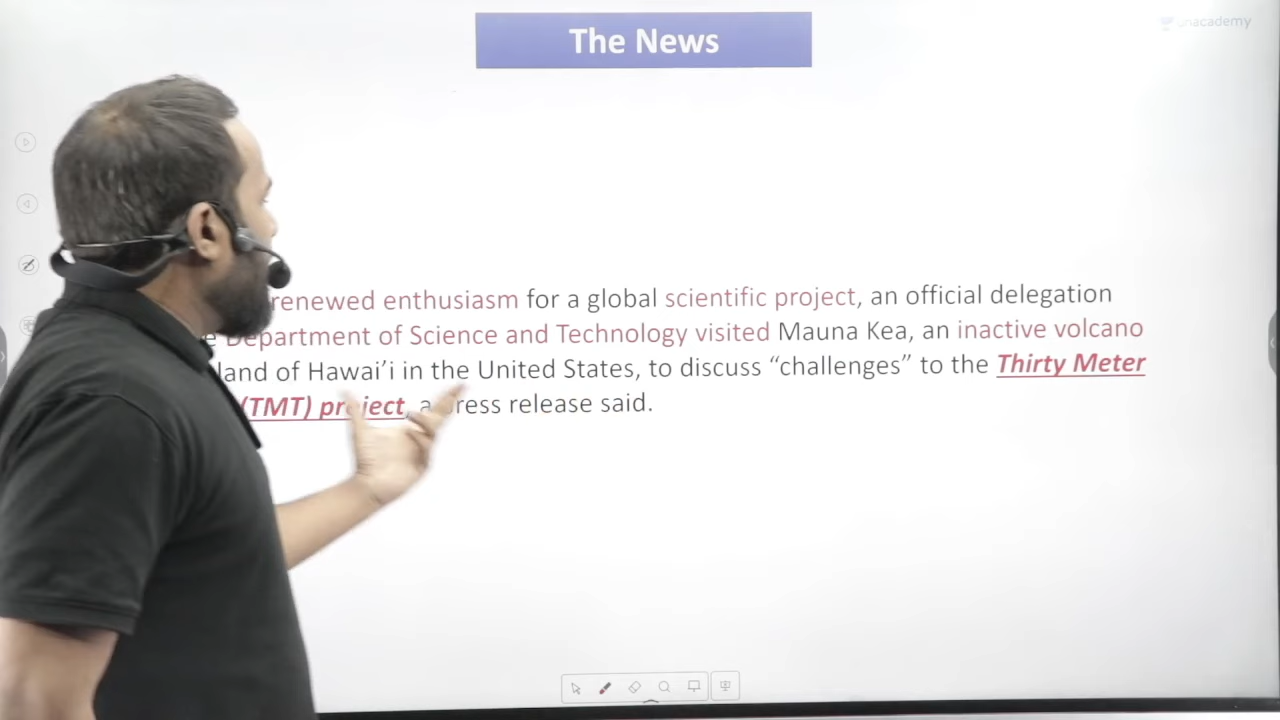 The News
unacademy
renewed enthusiasm for a global scientific project, an official delegation
Department of Science and Technology visited Mauna Kea, an inactive volcano
land of Hawai’i in the United States, to discuss “challenges” to the Thirty Meter
(TMT) project, a press release said.